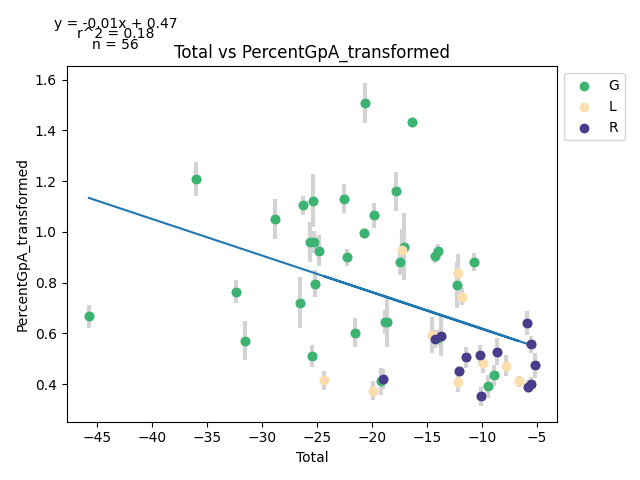 y = -0.01x + 0.47
r^2 = 0.18
n = 56
Total vs PercentGpA_transformed
1.6
1.4
1.2
1.0
0.8
0.6
0.4
PercentGpA_transformed
−45
−40
−35
−30
−25
−20
−15
−10
−5
Total
G
L
R